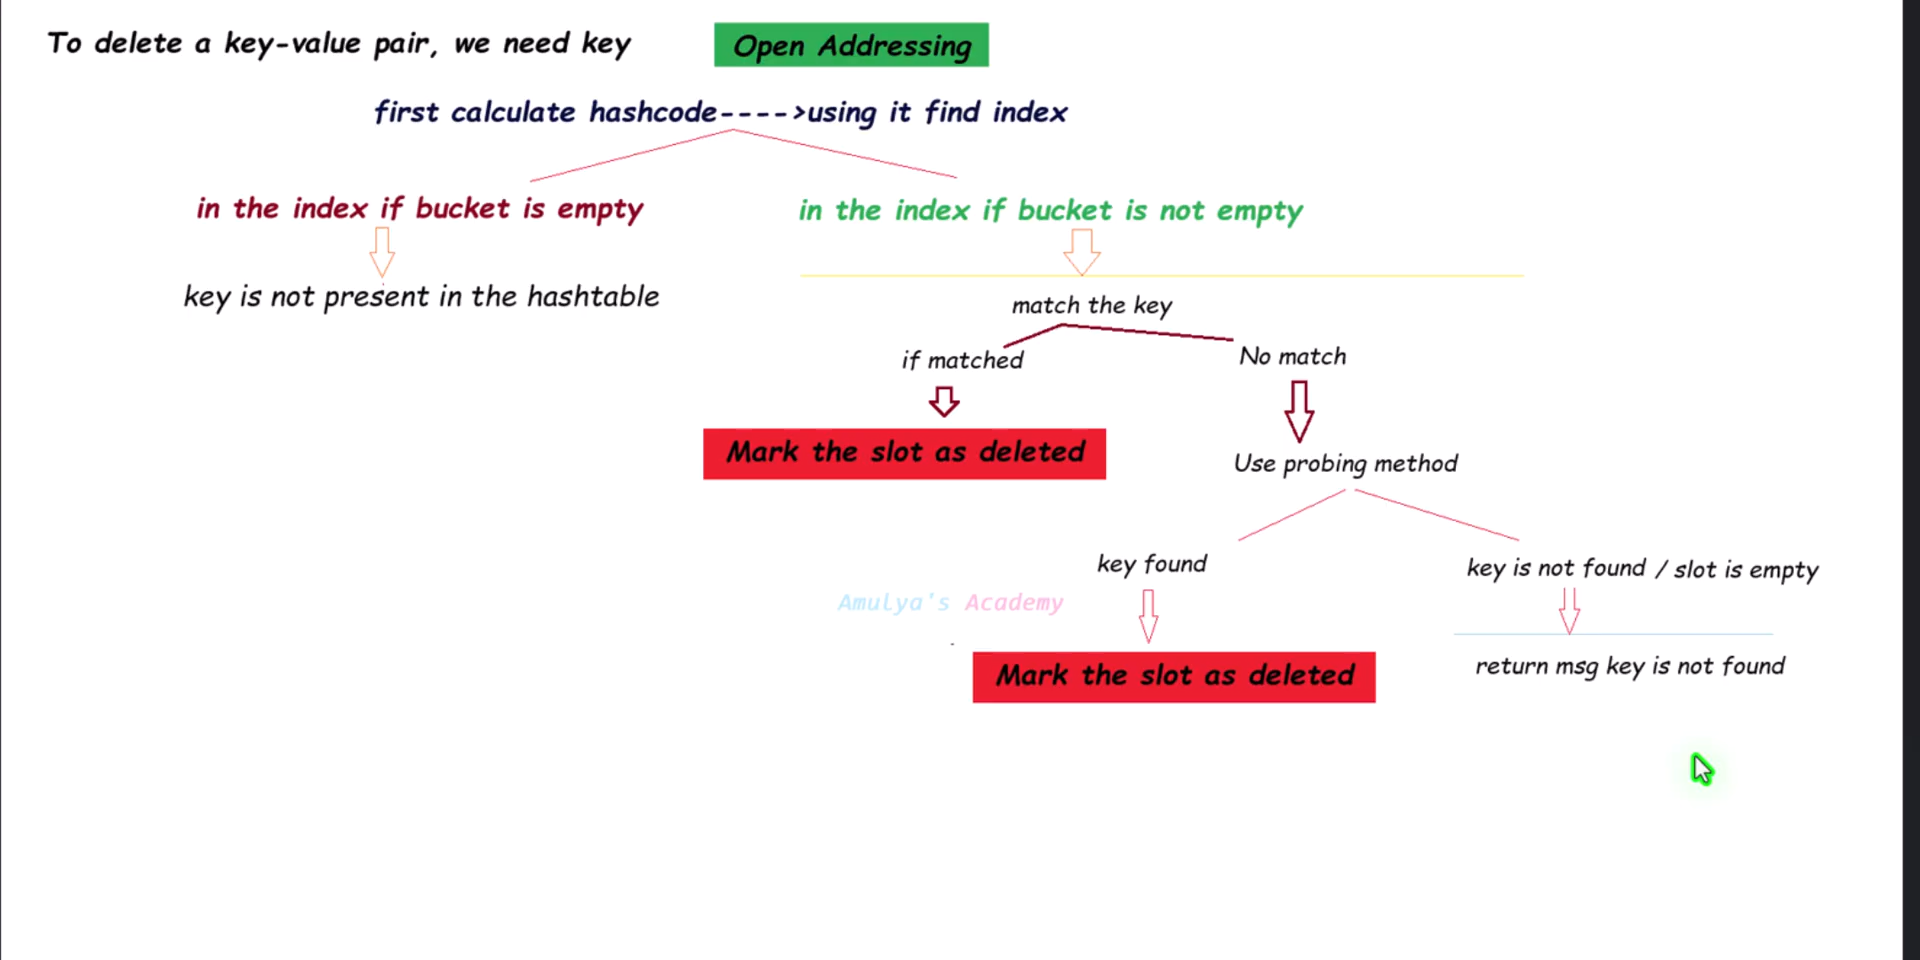 To delete a key-value pair, we need key
Open Addressing
first calculate hashcode---->using it find index
in the index if bucket is empty
in the index if bucket is not empty
key is not present in the hashtable
match the key
if matched
No match
Mark the slot as deleted
Use probing method
key found
key is not found / slot is empty
Amulya's Academy
Mark the slot as deleted
return msg key is not found